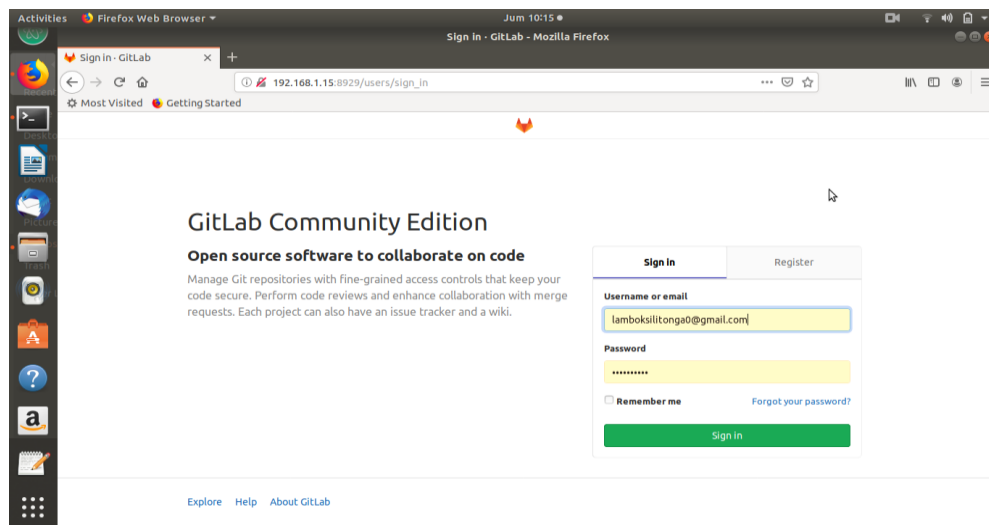 Activities Firefox Web Browser Jum 10:15
Sign in · GitLab - Mozilla Firefox
Sign in · GitLab
192.168.1.15:8929/users/sign_in
Most Visited Getting Started
GitLab Community Edition
Open source software to collaborate on code
Manage Git repositories with fine-grained access controls that keep your
code secure. Perform code reviews and enhance collaboration with merge
requests. Each project can also have an issue tracker and a wiki.
Sign in Register
Username or email
lamboksilitonga0@gmail.com
Password
Remember me Forgot your password?
Sign in
Explore Help About GitLab